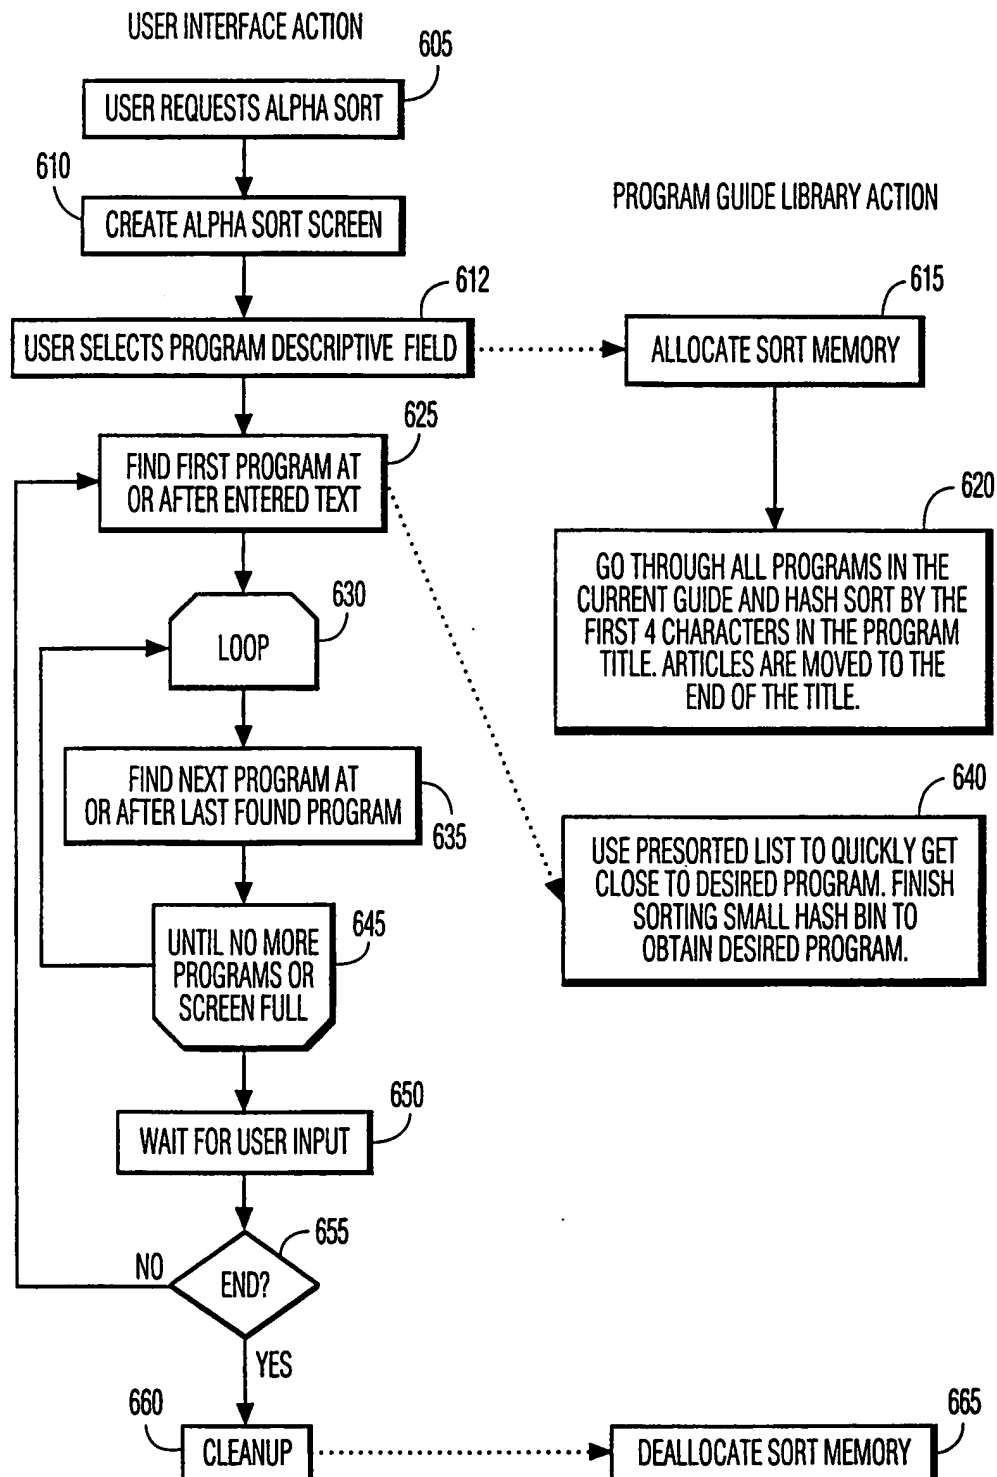 USER INTERFACE ACTION
605
USER REQUESTS ALPHA SORT
610
CREATE ALPHA SORT SCREEN
PROGRAM GUIDE LIBRARY ACTION
612
USER SELECTS PROGRAM DESCRIPTIVE FIELD
615
ALLOCATE SORT MEMORY
625
FIND FIRST PROGRAM AT
OR AFTER ENTERED TEXT
620
GO THROUGH ALL PROGRAMS IN THE
CURRENT GUIDE AND HASH SORT BY THE
FIRST 4 CHARACTERS IN THE PROGRAM
TITLE. ARTICLES ARE MOVED TO THE
END OF THE TITLE.
630
LOOP
FIND NEXT PROGRAM AT
OR AFTER LAST FOUND PROGRAM
635
640
USE PRESORTED LIST TO QUICKLY GET
CLOSE TO DESIRED PROGRAM. FINISH
SORTING SMALL HASH BIN TO
OBTAIN DESIRED PROGRAM.
645
UNTIL NO MORE
PROGRAMS OR
SCREEN FULL
650
WAIT FOR USER INPUT
655
END?
NO
YES
660
CLEANUP
665
DEALLOCATE SORT MEMORY